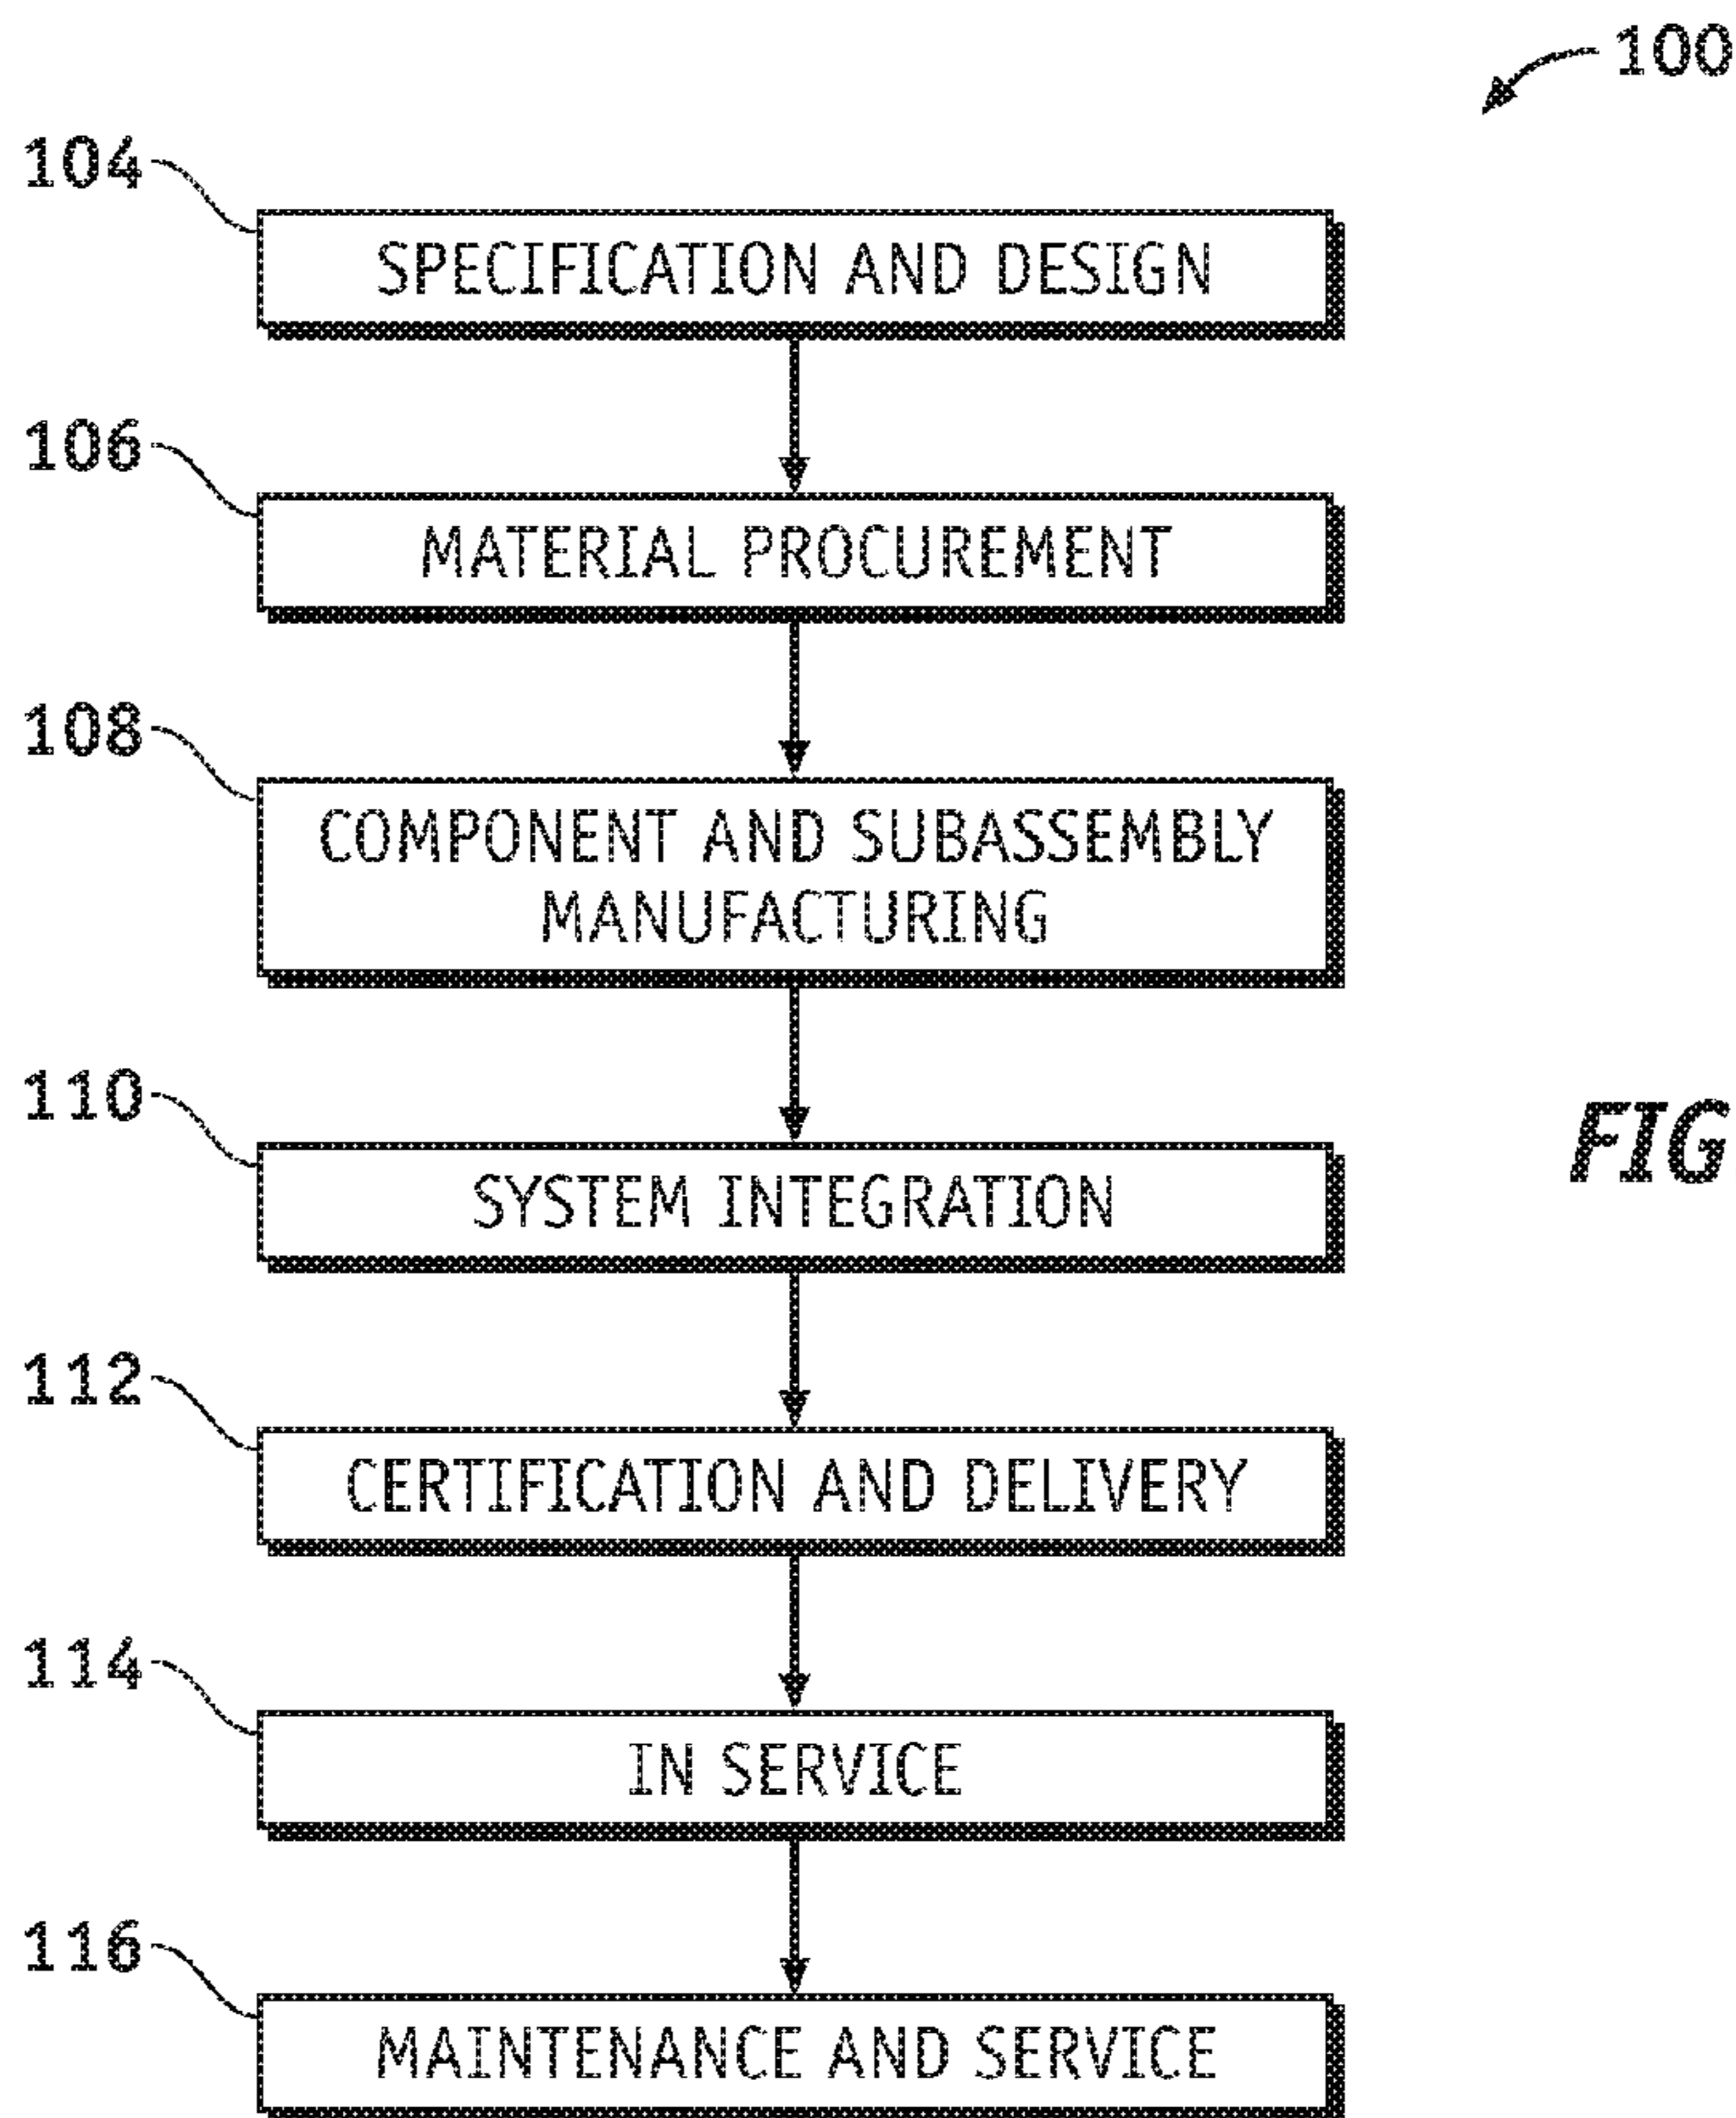 100
104
SPECIFICATION AND DESIGN
106
MATERIAL PROCUREMENT
108
COMPONENT AND SUBASSEMBLY
MANUFACTURING
110
SYSTEM INTEGRATION
FIG
112
CERTIFICATION AND DELIVERY
114
IN SERVICE
116
MAINTENANCE AND SERVICE